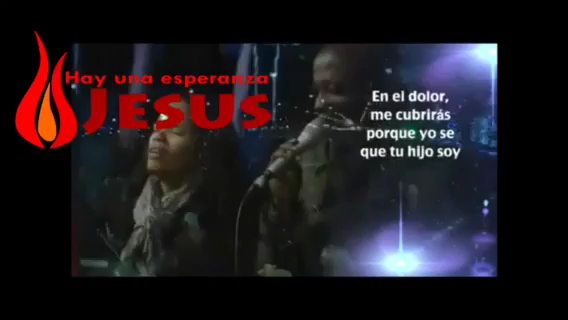 Hay una esperanza
JESUS
En el dolor,
me cubrirás
porque yo se
que tu hijo soy